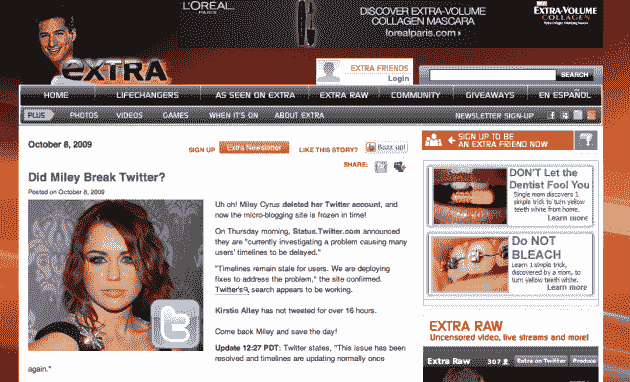 L'ORÉAL
PARIS
DISCOVER EXTRA-VOLUME
COLLAGEN MASCARA
lorealparis.com
EXTRA-VOLUME
COLLAGEN
eXTRA
EXTRA FRIENDS
Login
SEARCH
HOME
LIFECHANGERS
AS SEEN ON EXTRA
EXTRA RAW
COMMUNITY
GIVEAWAYS
EN ESPAÑOL
PLUS
PHOTOS
VIDEOS
GAMES
WHEN IT'S ON
ABOUT EXTRA
NEWSLETTER SIGN-UP
October 8, 2009
SIGN UP
Extra Newsletter
LIKE THIS STORY?
Buzz up!
SHARE:
Did Miley Break Twitter?
Posted on October 8, 2009
Uh oh! Miley Cyrus deleted her Twitter account, and
now the micro-blogging site is frozen in time!
On Thursday morning, Status.Twitter.com announced
they are "currently investigating a problem causing many
users' timelines to be delayed."
"Timelines remain stale for users. We are deploying
fixes to address the problem," the site confirmed.
Twitter's search appears to be working.
Kirstie Alley has not tweeted for over 16 hours.
Come back Miley and save the day!
Update 12:27 PDT: Twitter states, "This issue has been
resolved and timelines are updating normally once
again."
SIGN UP TO BE
AN EXTRA FRIEND NOW
DON'T Let the
Dentist Fool You
Single mom discovers 1
simple trick to turn yellow
teeth white from home.
Learn more
Do NOT
BLEACH
Learn 1 simple trick,
discovered by a mom, to
turn yellow teeth white.
Learn more
EXTRA RAW
Uncensored video, live streams and more!
Extra Raw
307
Extra on Twitter
Produce